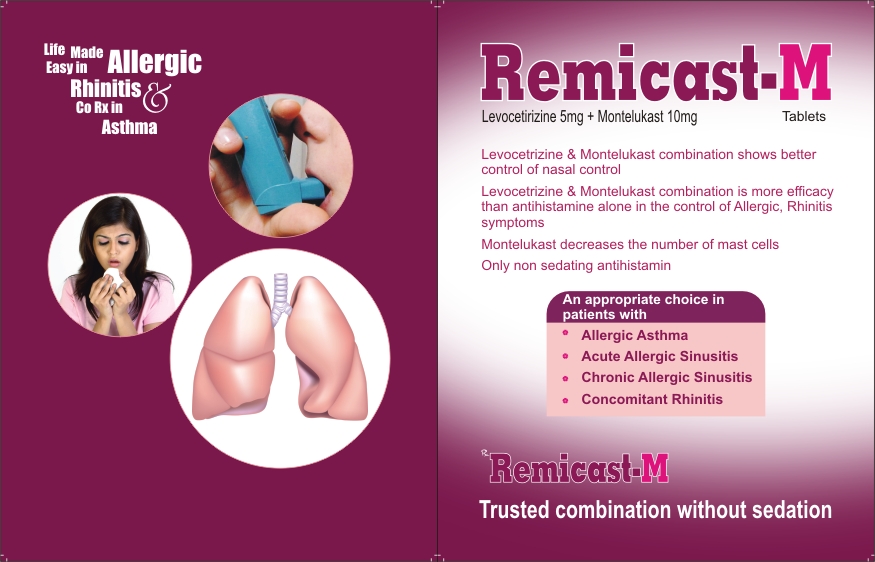 Life Made
Easy in Allergic
Rhinitis &
Co Rx in
Asthma
Remicast-M
Levocetirizine 5mg + Montelukast 10mg Tablets
Levocetrizine & Montelukast combination shows better
control of nasal control
Levocetrizine & Montelukast combination is more efficacy
than antihistamine alone in the control of Allergic, Rhinitis
symptoms
Montelukast decreases the number of mast cells
Only non sedating antihistamin
An appropriate choice in
patients with
Allergic Asthma
Acute Allergic Sinusitis
Chronic Allergic Sinusitis
Concomitant Rhinitis
R Remicast-M
Trusted combination without sedation